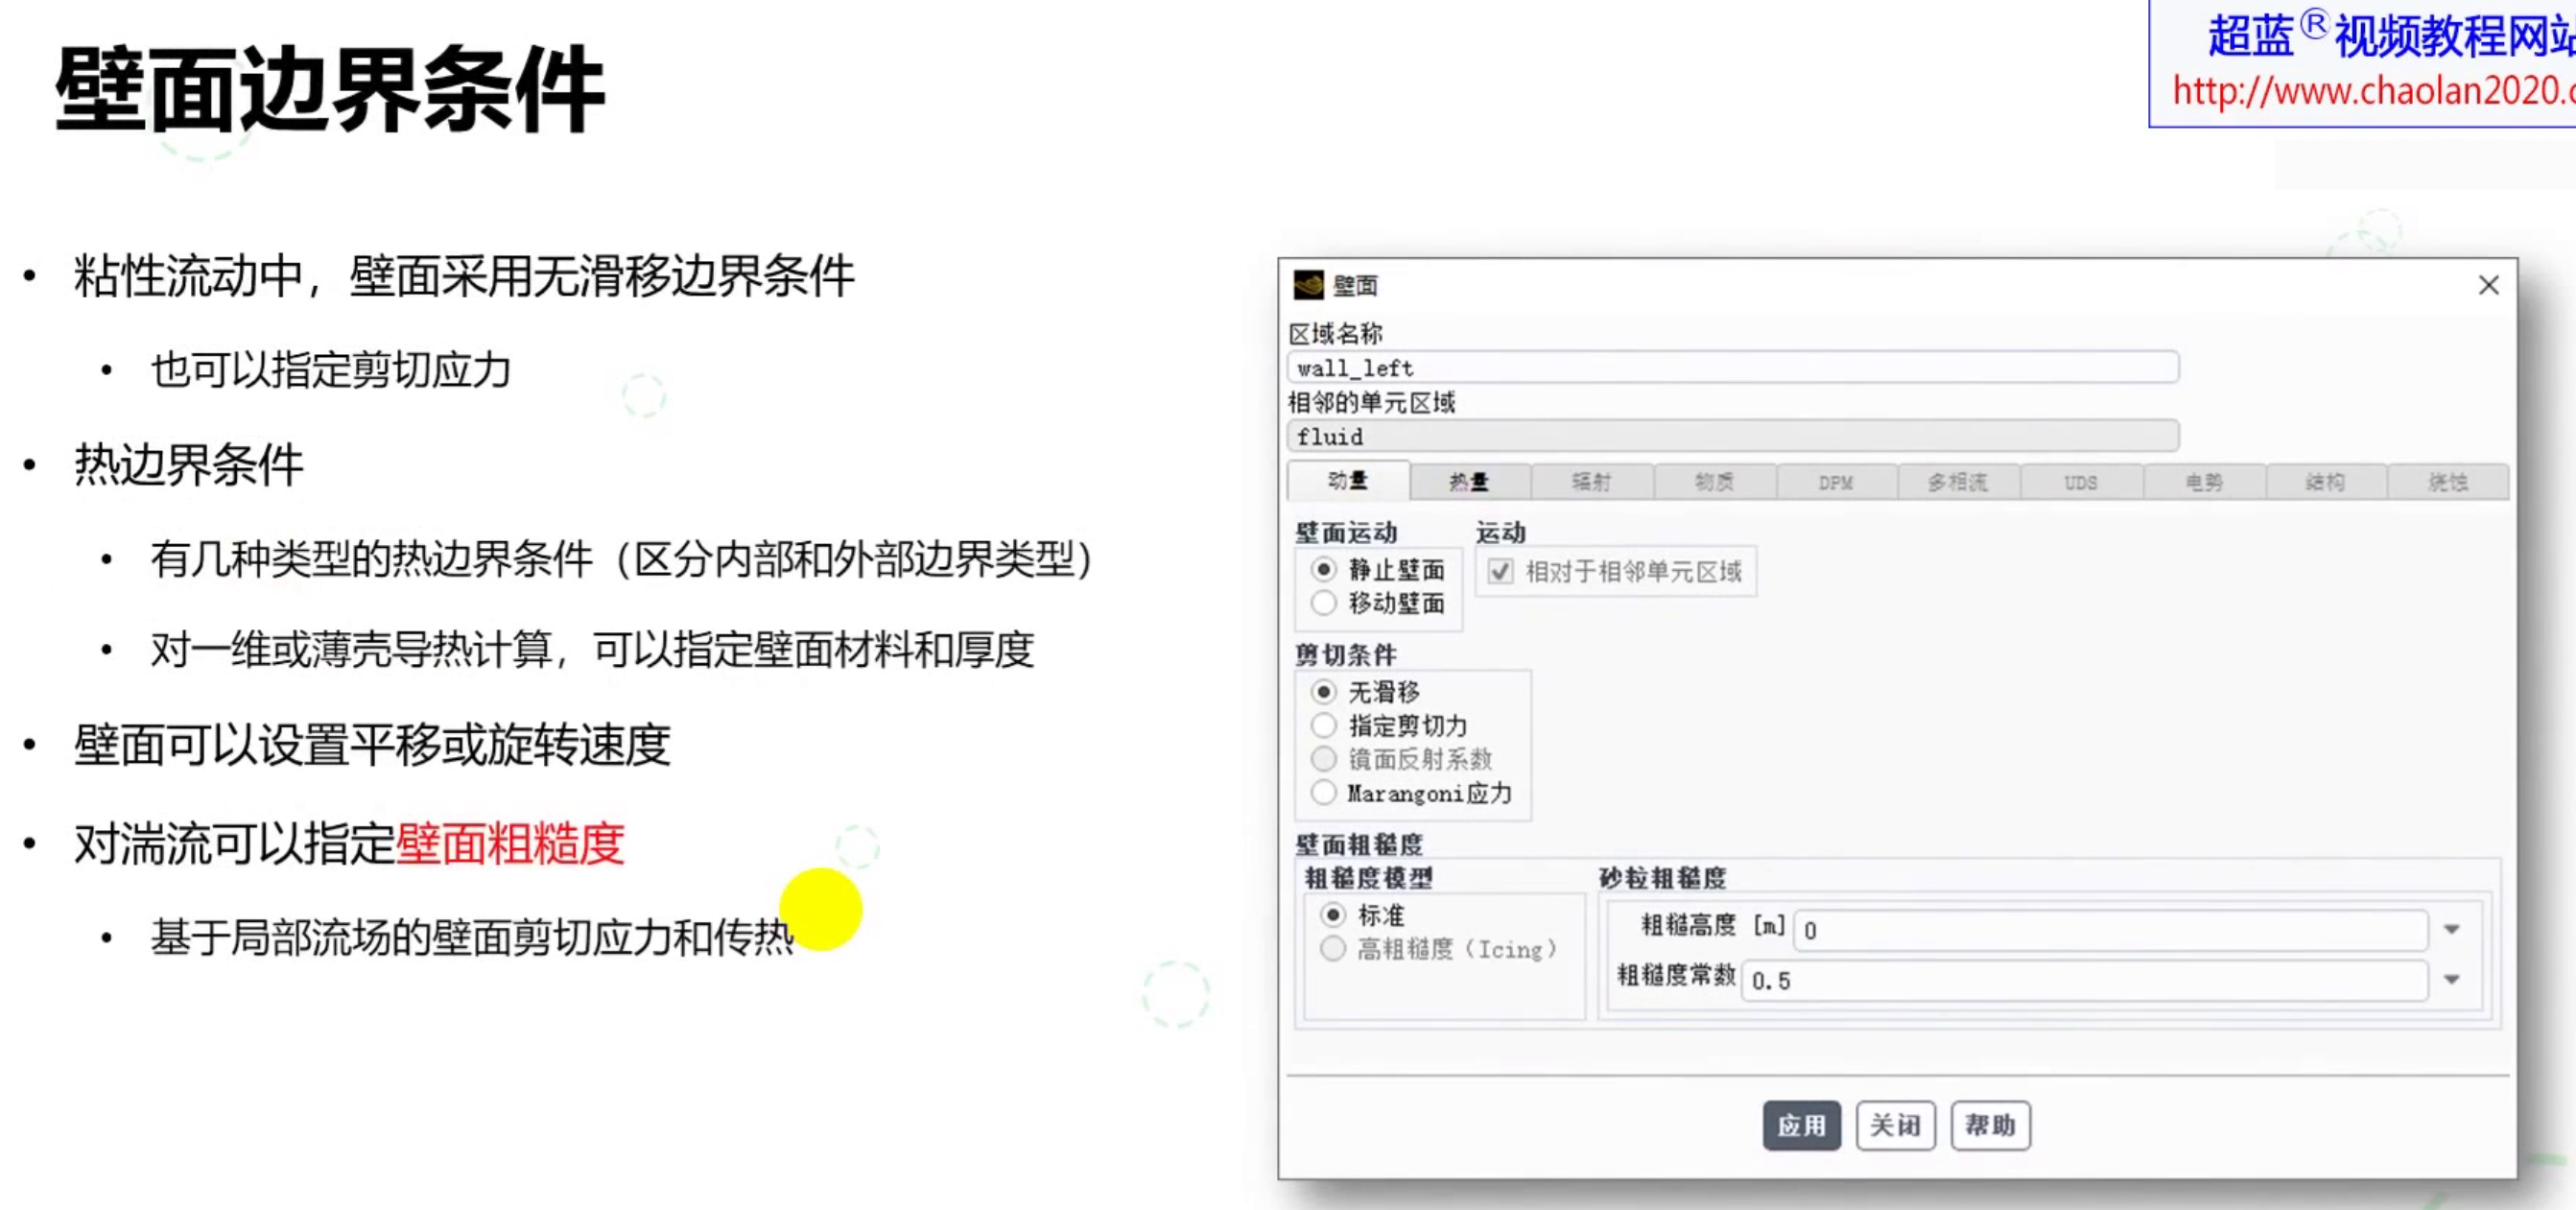 壁面边界条件
超蓝®视频教程网站
http://www.chaolan2020.c
• 粘性流动中，壁面采用无滑移边界条件
• 也可以指定剪切应力
• 热边界条件
• 有几种类型的热边界条件（区分内部和外部边界类型）
• 对一维或薄壳导热计算，可以指定壁面材料和厚度
• 壁面可以设置平移或旋转速度
• 对湍流可以指定壁面粗糙度
• 基于局部流场的壁面剪切应力和传热
壁面
区域名称
wall_left
相邻的单元区域
fluid
动量 热量 辐射 物质 DPM 多相流 UDS 电势 结构 烧蚀
壁面运动 运动
静止壁面 相对于相邻单元区域
移动壁面
剪切条件
无滑移
指定剪切力
镜面反射系数
Marangoni应力
壁面粗糙度
粗糙度模型 砂粒粗糙度
标准 粗糙高度 [m] 0
高粗糙度（Icing）
粗糙度常数 0.5
应用 关闭 帮助